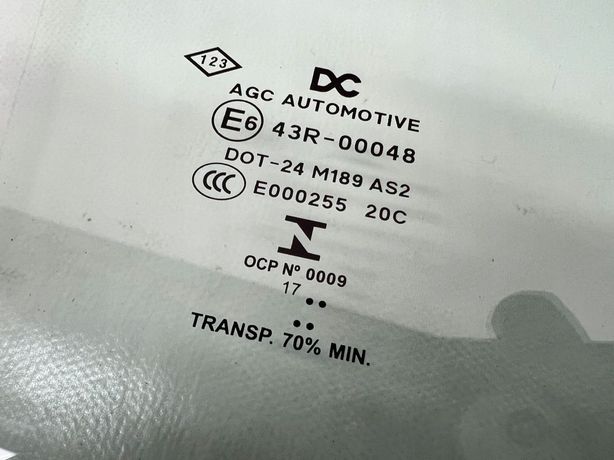 123
DC
AGC AUTOMOTIVE
E6 43R-00048
DOT-24 M189 AS2
CCC E000255 20C
OCP Nº 0009
17 ..
..
TRANSP. 70% MIN.